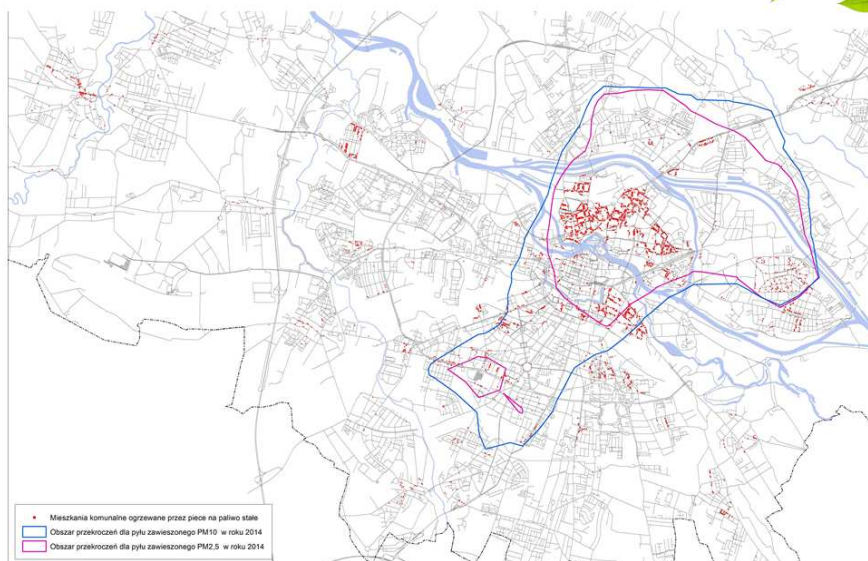 Mieszkania komunalne ogrzewane przez piece na paliwo stałe
Obszar przekroczeń dla pyłu zawieszonego PM10 w roku 2014
Obszar przekroczeń dla pyłu zawieszonego PM2,5 w roku 2014